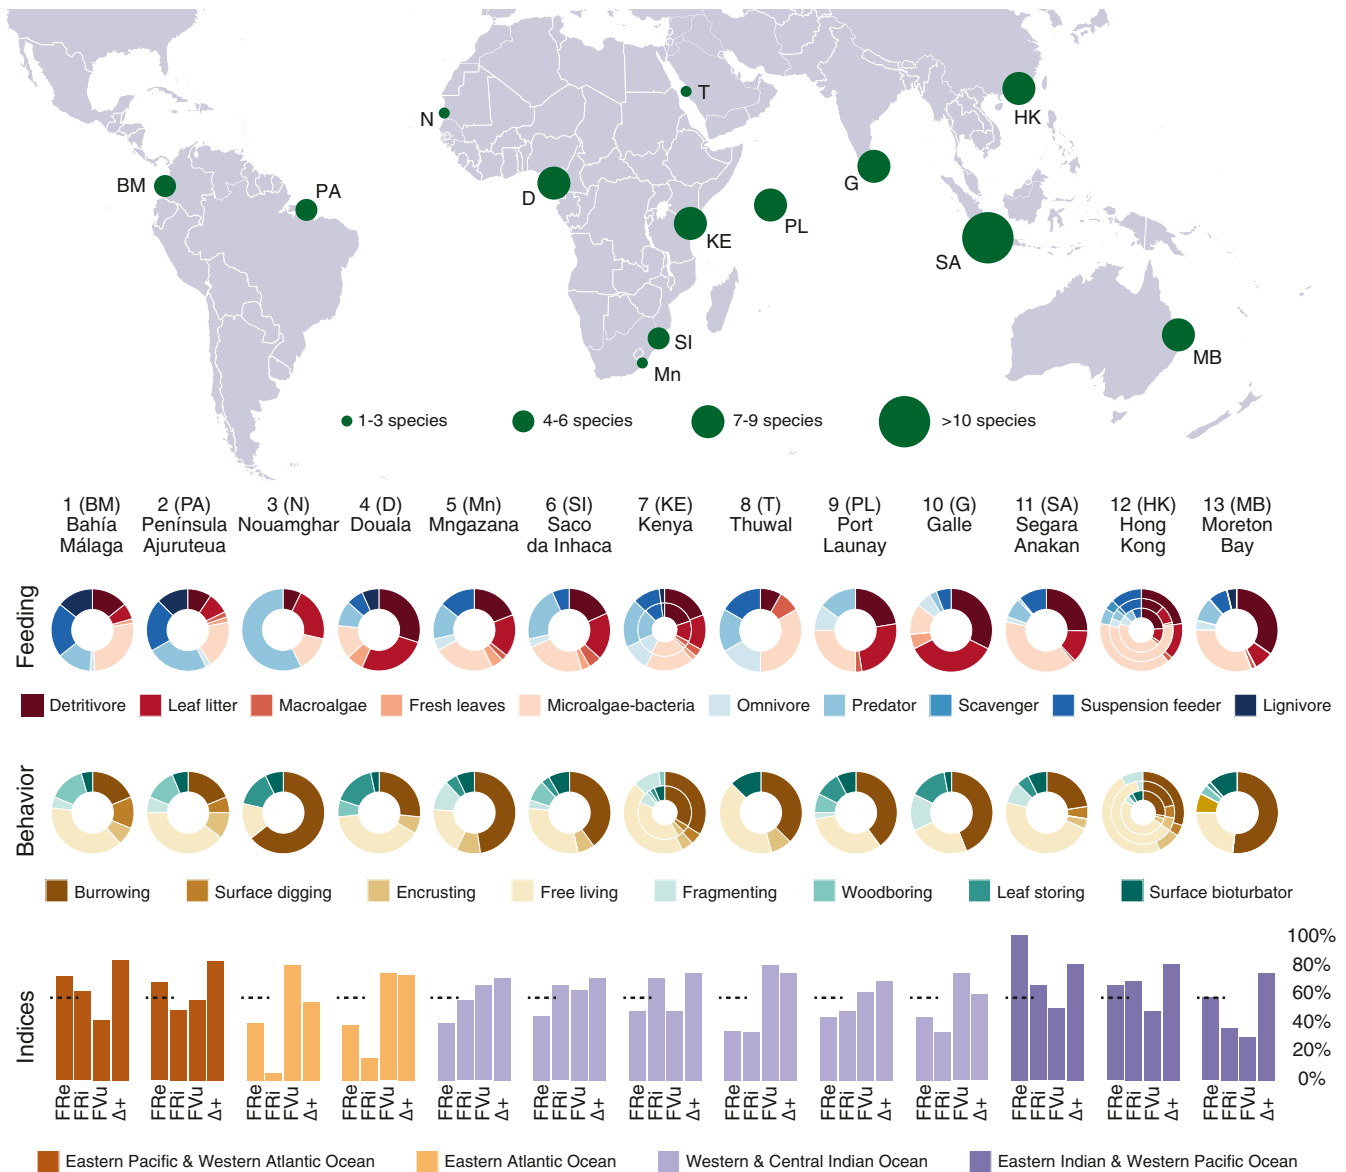 T
N
HK
BM
PA
G
D
PL
KE
SA
SI
MB
Mn
1-3 species
4-6 species
7-9 species
>10 species
1 (BM)
Bahía
Málaga
2 (PA)
Península
Ajuruteua
3 (N)
Nouamghar
4 (D)
Douala
5 (Mn)
Mngazana
6 (SI)
Saco
da Inhaca
7 (KE)
Kenya
8 (T)
Thuwal
9 (PL)
Port
Launay
10 (G)
Galle
11 (SA)
Segara
Anakan
12 (HK)
Hong
Kong
13 (MB)
Moreton
Bay
Feeding
Detritivore
Leaf litter
Macroalgae
Fresh leaves
Microalgae-bacteria
Omnivore
Predator
Scavenger
Suspension feeder
Lignivore
Behavior
Burrowing
Surface digging
Encrusting
Free living
Fragmenting
Woodboring
Leaf storing
Surface bioturbator
Indices
100%
80%
60%
40%
20%
0%
FRe
FRi
FVu
Δ+
FRe
FRi
FVu
Δ+
FRe
FRi
FVu
Δ+
FRe
FRi
FVu
Δ+
FRe
FRi
FVu
Δ+
FRe
FRi
FVu
Δ+
FRe
FRi
FVu
Δ+
FRe
FRi
FVu
Δ+
FRe
FRi
FVu
Δ+
FRe
FRi
FVu
Δ+
FRe
FRi
FVu
Δ+
FRe
FRi
FVu
Δ+
FRe
FRi
FVu
Δ+
Eastern Pacific & Western Atlantic Ocean
Eastern Atlantic Ocean
Western & Central Indian Ocean
Eastern Indian & Western Pacific Ocean